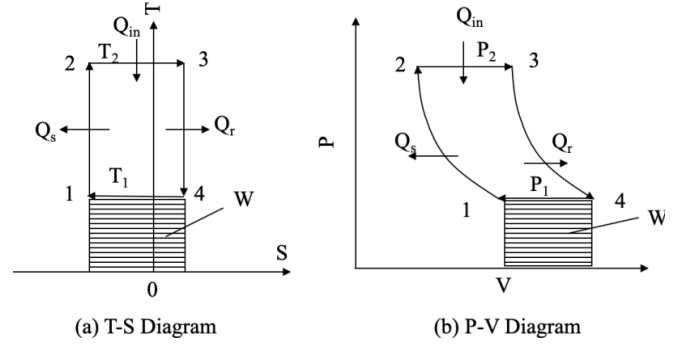 T
Q_in
T_2
2
3
Q_s
Q_r
T_1
1
4
W
S
0
(a) T-S Diagram
Q_in
P_2
2
3
P
Q_s
Q_r
P_1
1
4
W
V
(b) P-V Diagram